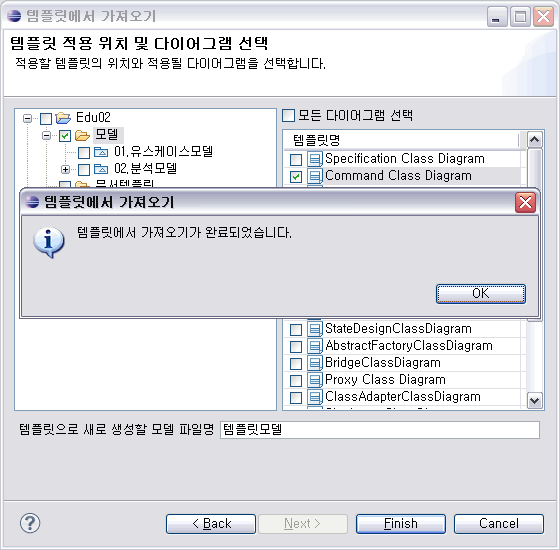 템플릿에서 가져오기
템플릿 적용 위치 및 다이어그램 선택
적용할 템플릿의 위치와 적용될 다이어그램을 선택합니다.
Edu02
모델
01.유스케이스모델
02.분석모델
문서템플릿
모든 다이어그램 선택
템플릿명
Specification Class Diagram
Command Class Diagram
템플릿에서 가져오기
템플릿에서 가져오기가 완료되었습니다.
OK
StateDesignClassDiagram
AbstractFactoryClassDiagram
BridgeClassDiagram
Proxy Class Diagram
ClassAdapterClassDiagram
템플릿으로 새로 생성할 모델 파일명 템플릿모델
< Back Next > Finish Cancel